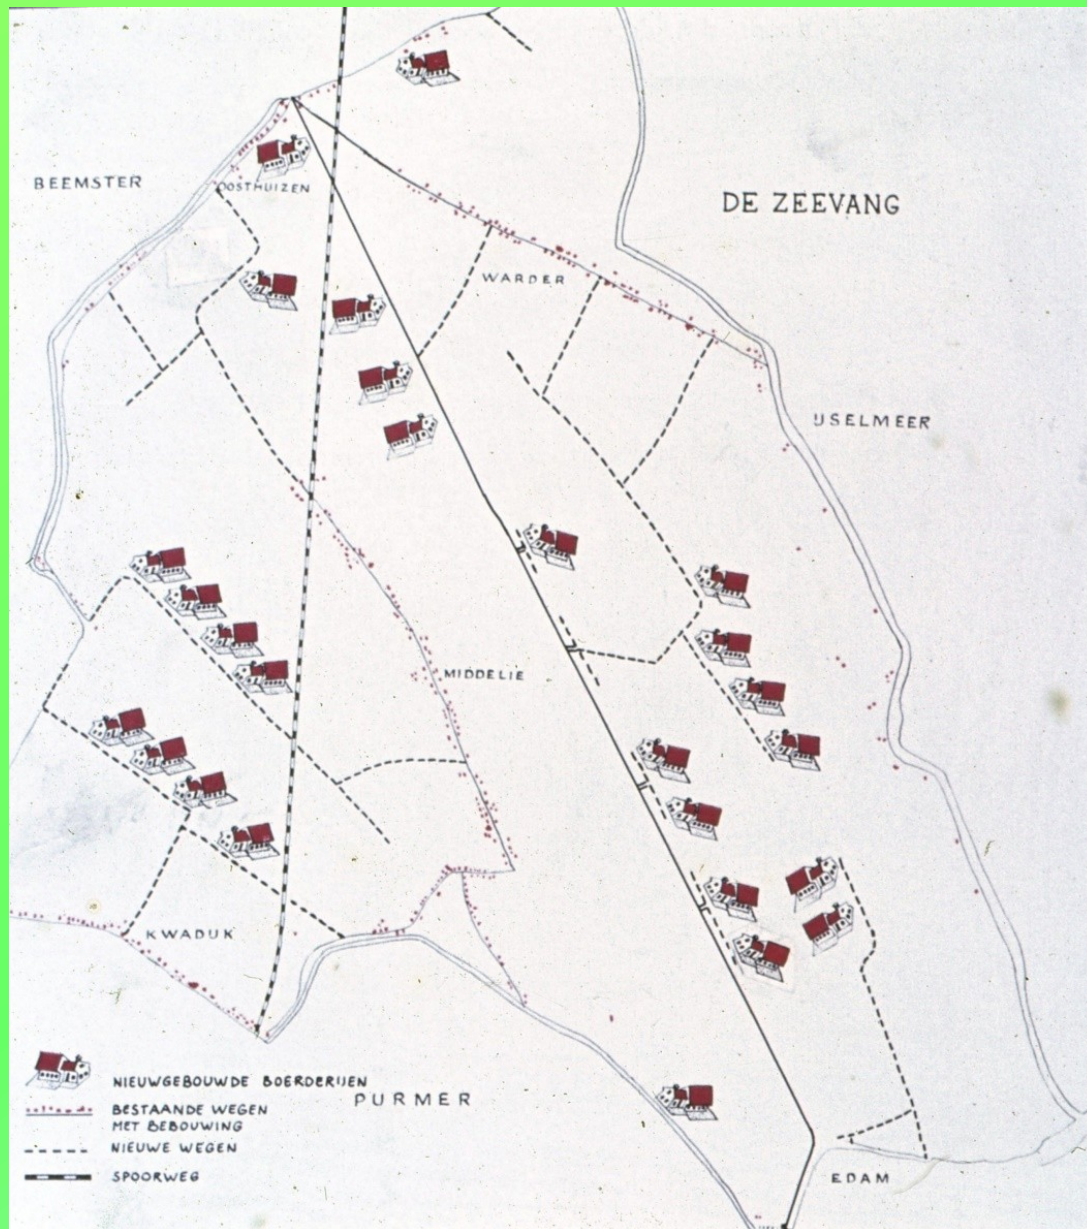 BEEMSTER
OOSTHUIZEN
DE ZEEVANG
WARDER
IJSELMEER
MIDDELIE
KWADIJK
NIEUWGEBOUWDE BOERDERIJEN
PURMER
BESTAANDE WEGEN
MET BEBOUWING
NIEUWE WEGEN
SPOORWEG
EDAM